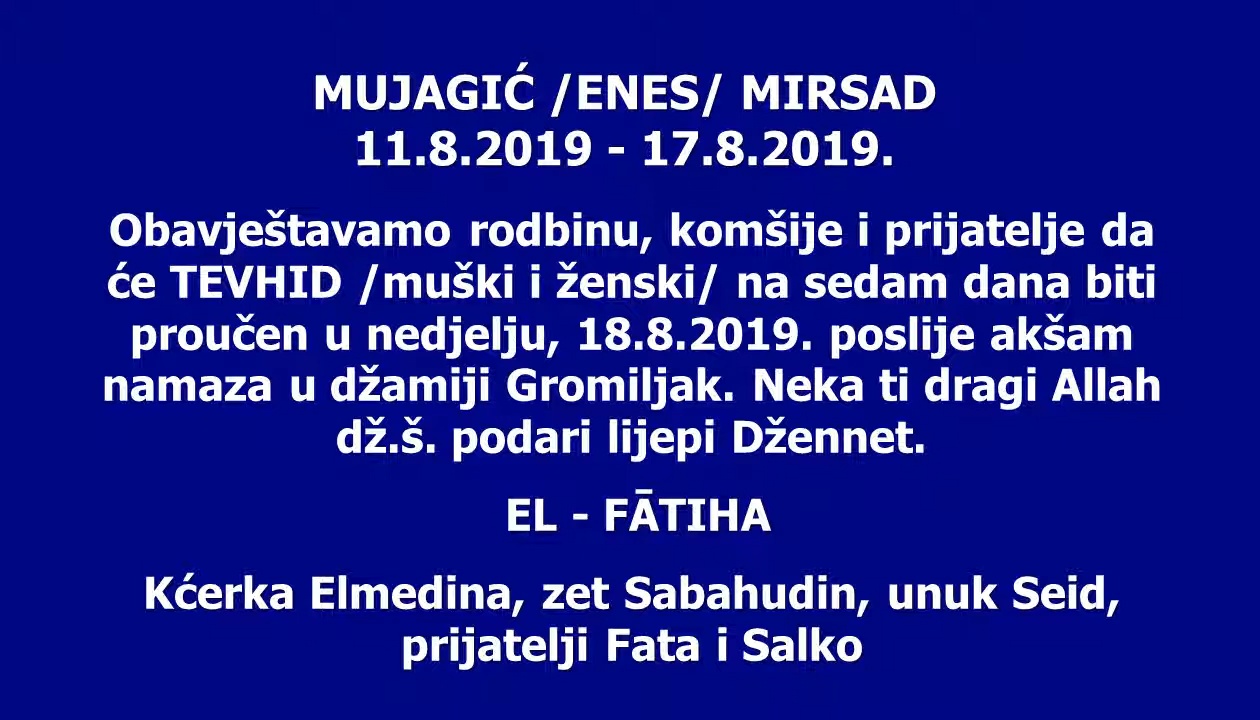 MUJAGIĆ /ENES/ MIRSAD
11.8.2019 - 17.8.2019.
Obavještavamo rodbinu, komšije i prijatelje da
će TEVHID /muški i ženski/ na sedam dana biti
proučen u nedjelju, 18.8.2019. poslije akšam
namaza u džamiji Gromiljak. Neka ti dragi Allah
dž.š. podari lijepi Džennet.
EL - FĀTIHA
Kćerka Elmedina, zet Sabahudin, unuk Seid,
prijatelji Fata i Salko